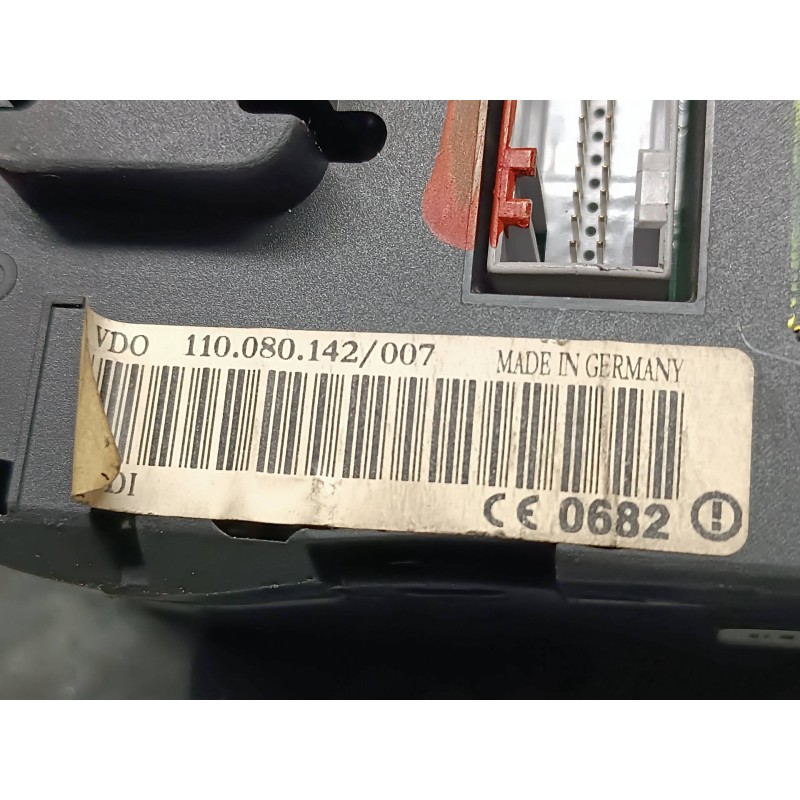 VDO 110.080.142/007 MADE IN GERMANY
DI CE 0682